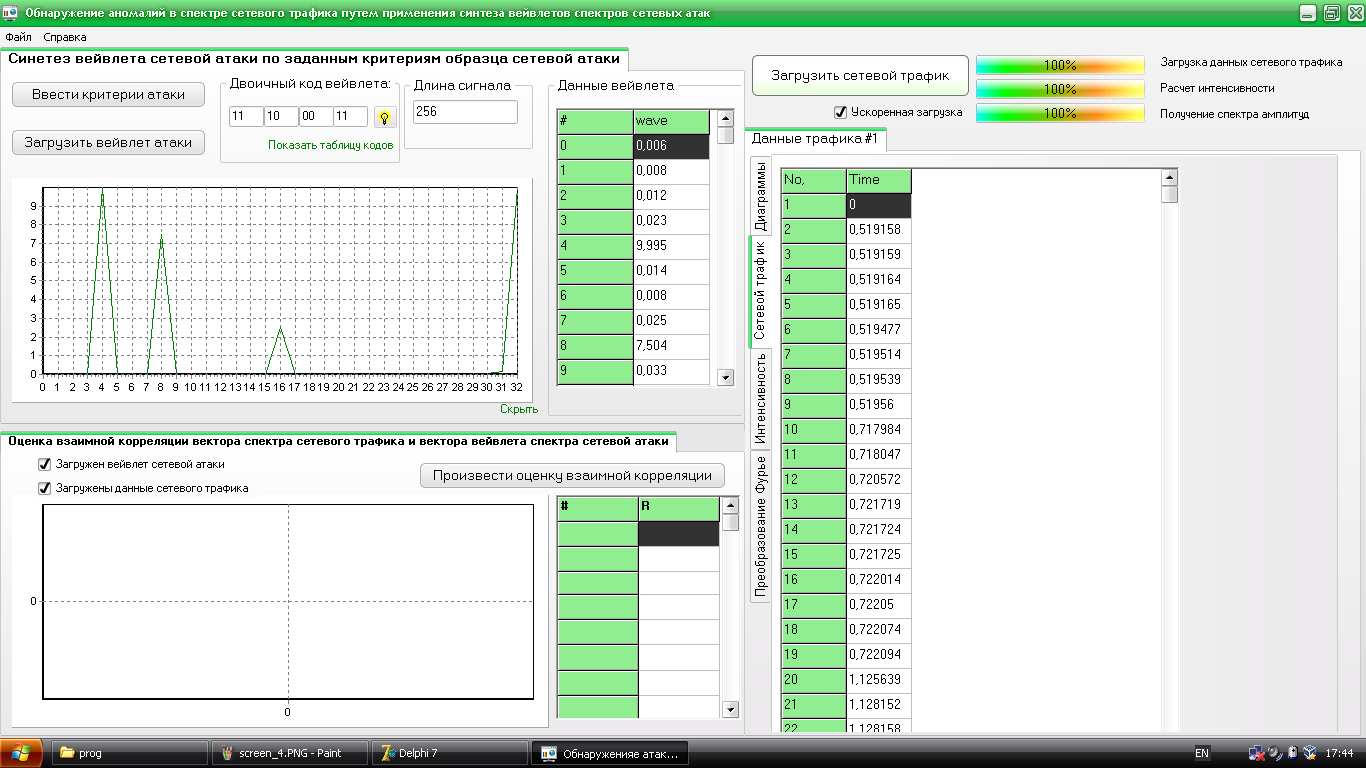 Обнаружение аномалий в спектре сетевого трафика путем применения синтеза вейвлетов спектров сетевых атак
Файл Справка
Синетез вейвлета сетевой атаки по заданным критериям образца сетевой атаки
Ввести критерии атаки
Загрузить вейвлет атаки
Двоичный код вейвлета:
11 10 00 11
Показать таблицу кодов
Длина сигнала
256
Данные вейвлета
# wave
0 0,006
1 0,008
2 0,012
3 0,023
4 9,995
5 0,014
6 0,008
7 0,025
8 7,504
9 0,033
9
8
7
6
5
4
3
2
1
0
0 1 2 3 4 5 6 7 8 9 10 11 12 13 14 15 16 17 18 19 20 21 22 23 24 25 26 27 28 29 30 31 32
Скрыть
Оценка взаимной корреляции вектора спектра сетевого трафика и вектора вейвлета спектра сетевой атаки
Загружен вейвлет сетевой атаки
Загружены данные сетевого трафика
Произвести оценку взаимной корреляции
0
0
# R
Загрузить сетевой трафик
Ускоренная загрузка
100% Загрузка данных сетевого трафика
100% Расчет интенсивности
100% Получение спектра амплитуд
Данные трафика #1
Диаграммы
Сетевой трафик
Интенсивность
Преобразование Фурье
No, Time
1 0
2 0,519158
3 0,519159
4 0,519164
5 0,519165
6 0,519477
7 0,519514
8 0,519539
9 0,51956
10 0,717984
11 0,718047
12 0,720572
13 0,721719
14 0,721724
15 0,721725
16 0,722014
17 0,72205
18 0,722074
19 0,722094
20 1,125639
21 1,128152
22 1,128158
prog
screen_4.PNG - Paint
Delphi 7
Обнаружения­е атак...
EN
17:44